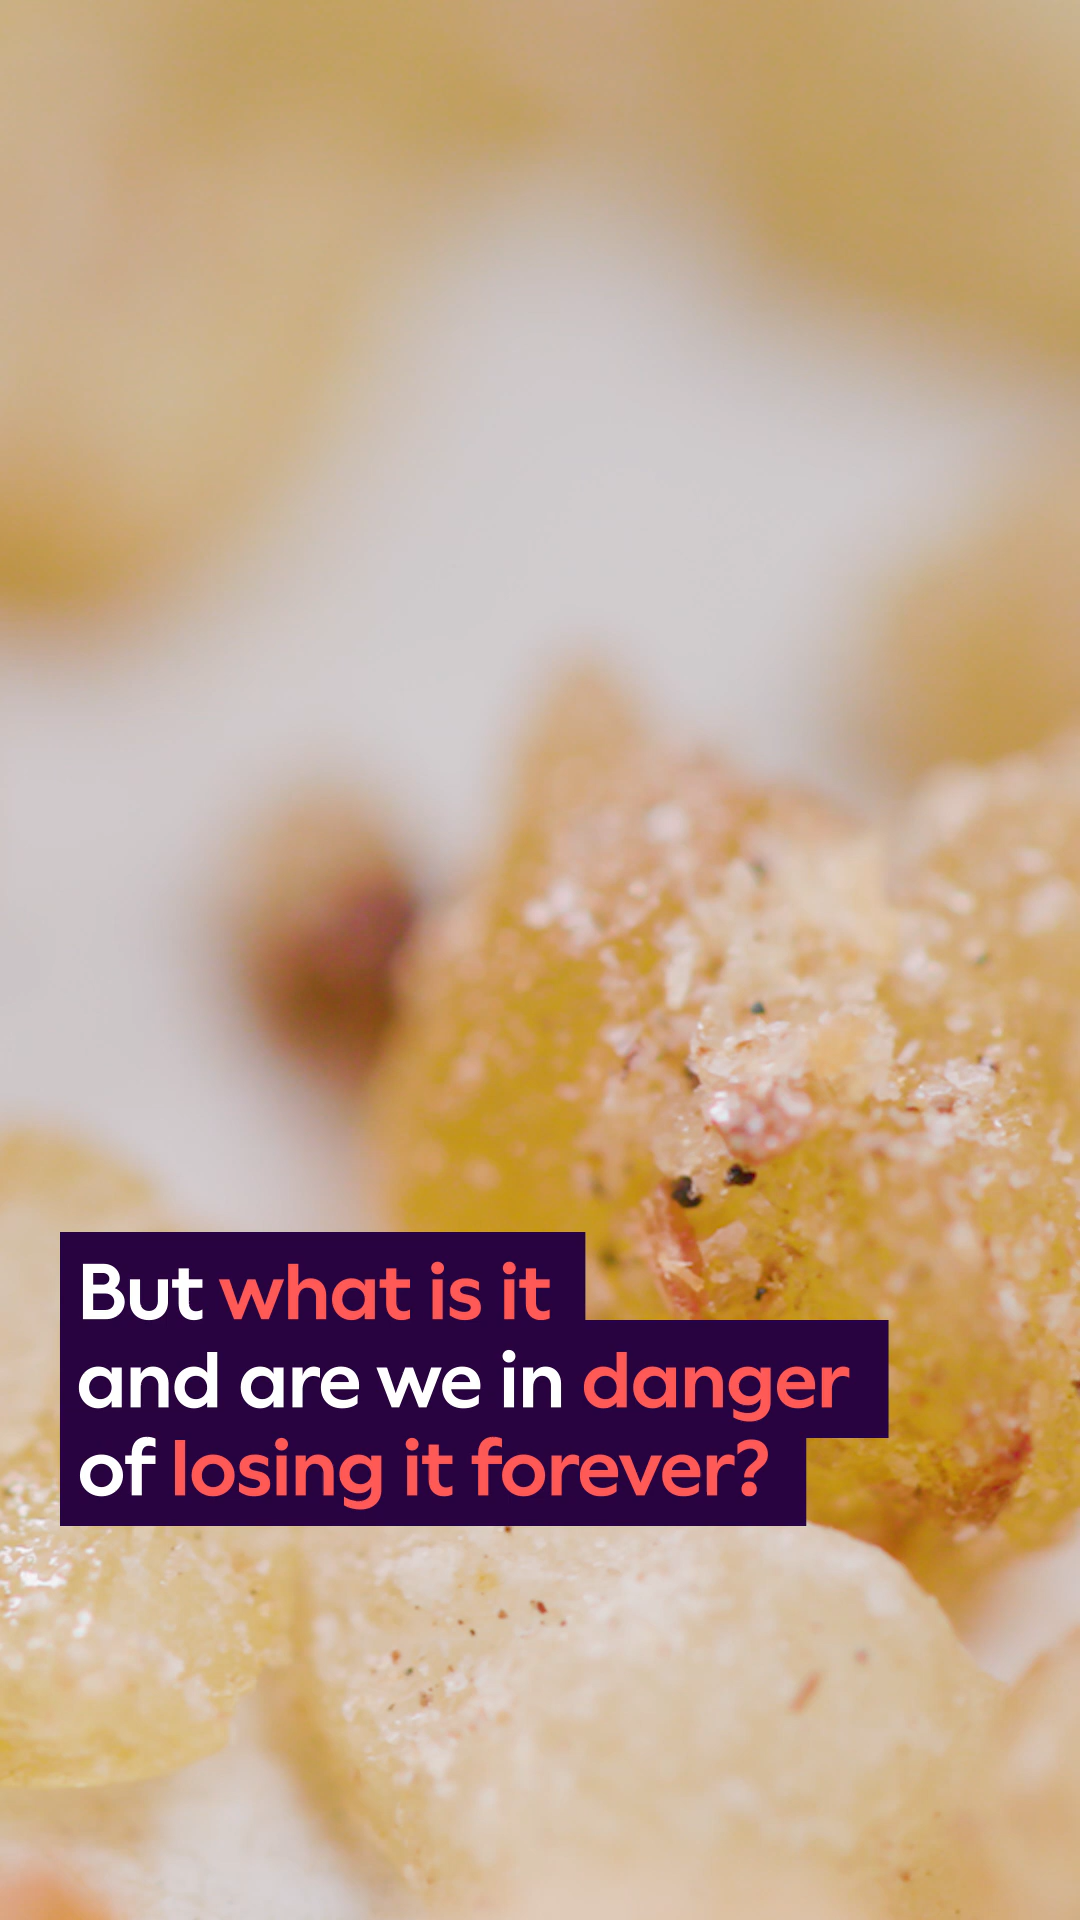 But what is it
and are we in danger
of losing it forever?